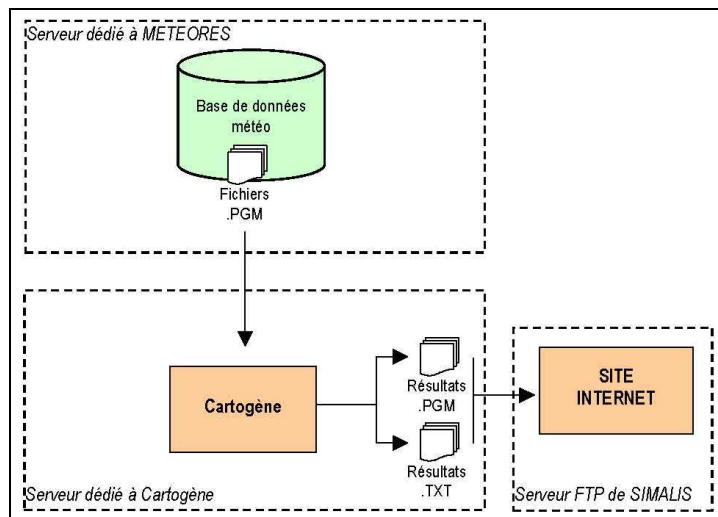 Serveur dédié à METEORES
Base de données
météo
Fichiers
.PGM
Cartogène
Résultats
.PGM
Résultats
.TXT
Serveur dédié à Cartogène
SITE
INTERNET
Serveur FTP de SIMALIS